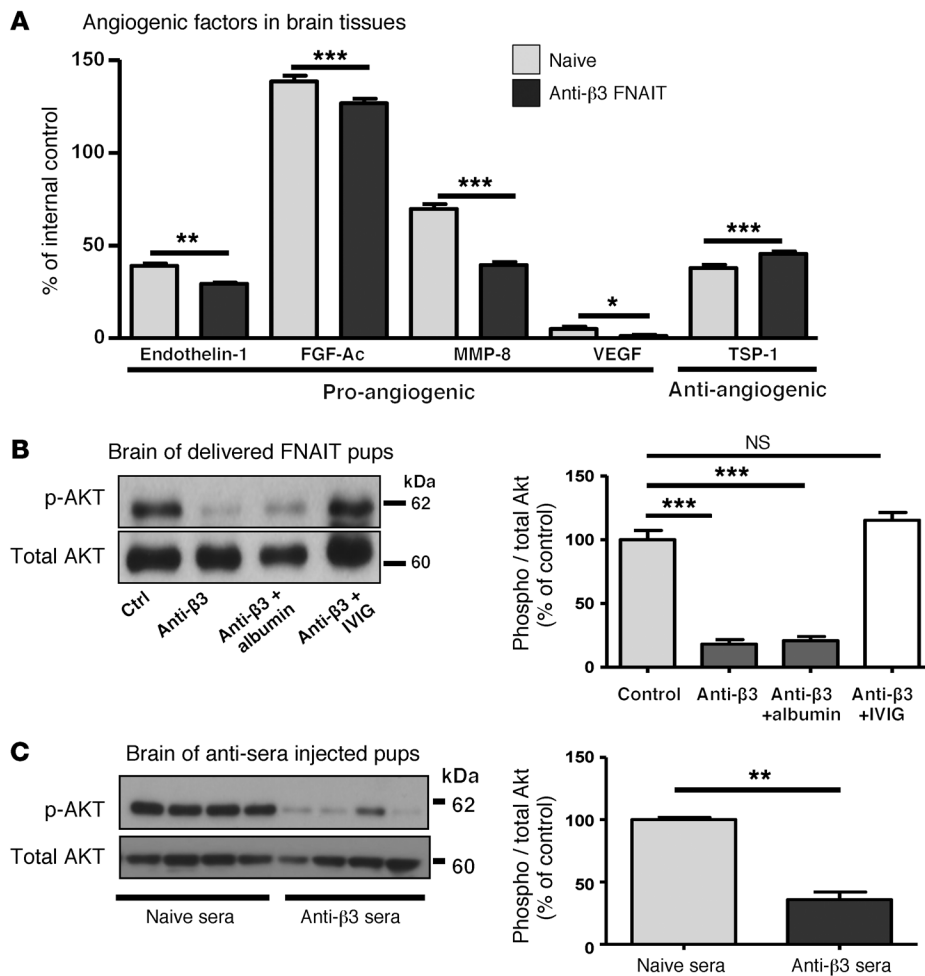 A Angiogenic factors in brain tissues
% of internal control
150
100
50
0
***
**
***
*
***
Naive
Anti-β3 FNAIT
Endothelin-1 FGF-Ac MMP-8 VEGF TSP-1
Pro-angiogenic Anti-angiogenic
B Brain of delivered FNAIT pups
kDa
p-AKT 62
Total AKT 60
Ctrl
Anti-β3
Anti-β3 +
albumin
Anti-β3 +
IVIG
Phospho / total Akt
(% of control)
150
100
50
0
NS
***
***
Control Anti-β3 Anti-β3 Anti-β3
+albumin +IVIG
C Brain of anti-sera injected pups
kDa
p-AKT 62
Total AKT 60
Naive sera Anti-β3 sera
Phospho / total Akt
(% of control)
150
100
50
0
**
Naive sera Anti-β3 sera